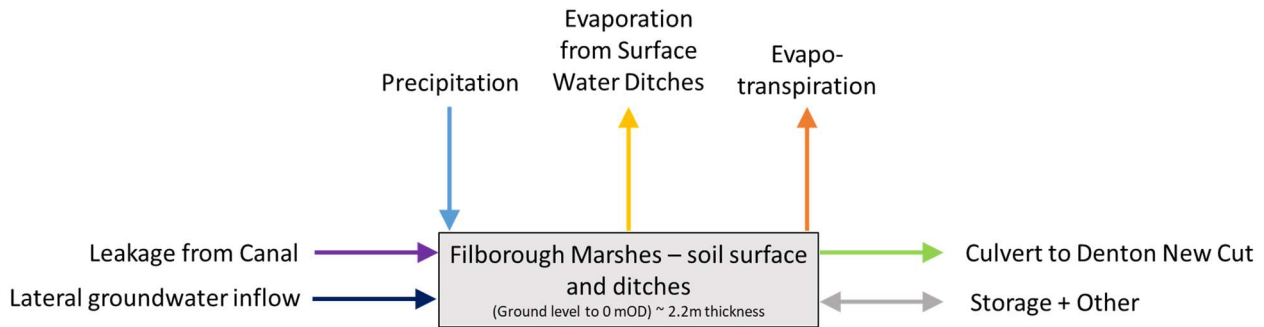 Evaporation
from Surface
Water Ditches
Evapo-
transpiration
Precipitation
Leakage from Canal
Lateral groundwater inflow
Filborough Marshes – soil surface
and ditches
(Ground level to 0 mOD) ~ 2.2m thickness
Culvert to Denton New Cut
Storage + Other